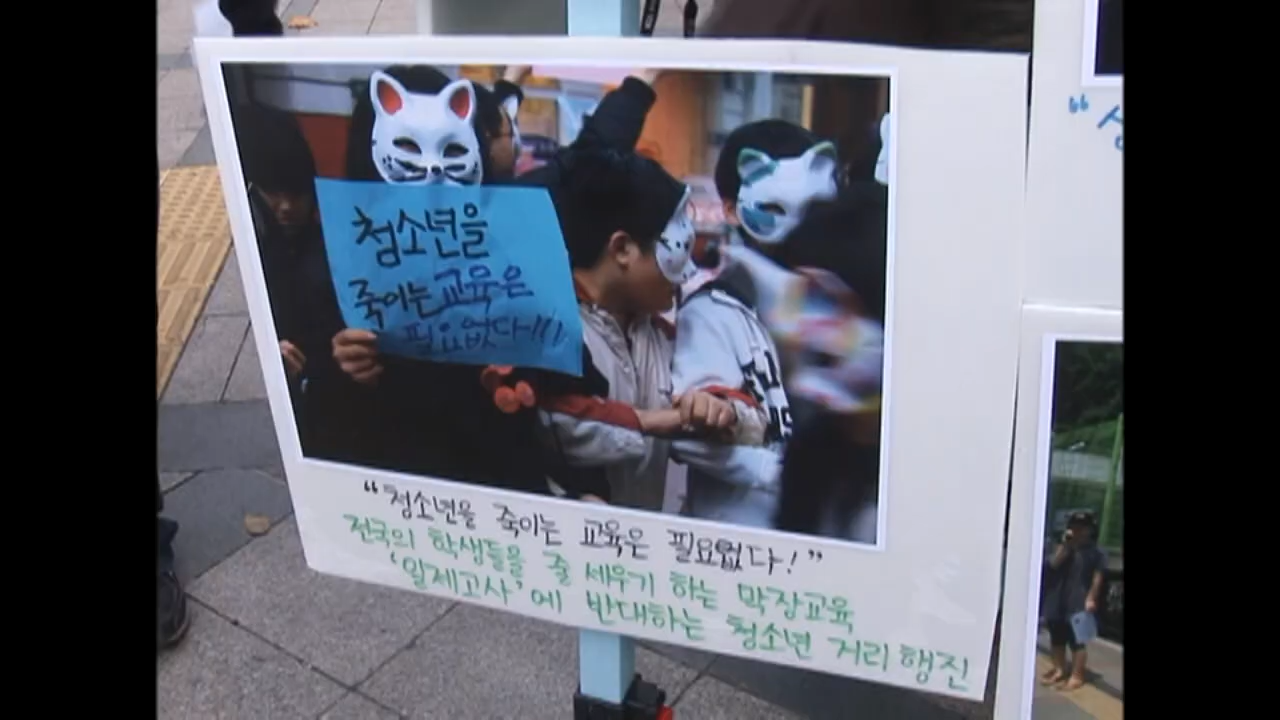 청소년을
죽이는 교육은
필요없다!!!
"청소년을 죽이는 교육은 필요없다!"
전국의 학생들을 줄 세우기 하는 막장교육
'일제고사'에 반대하는 청소년 거리행진